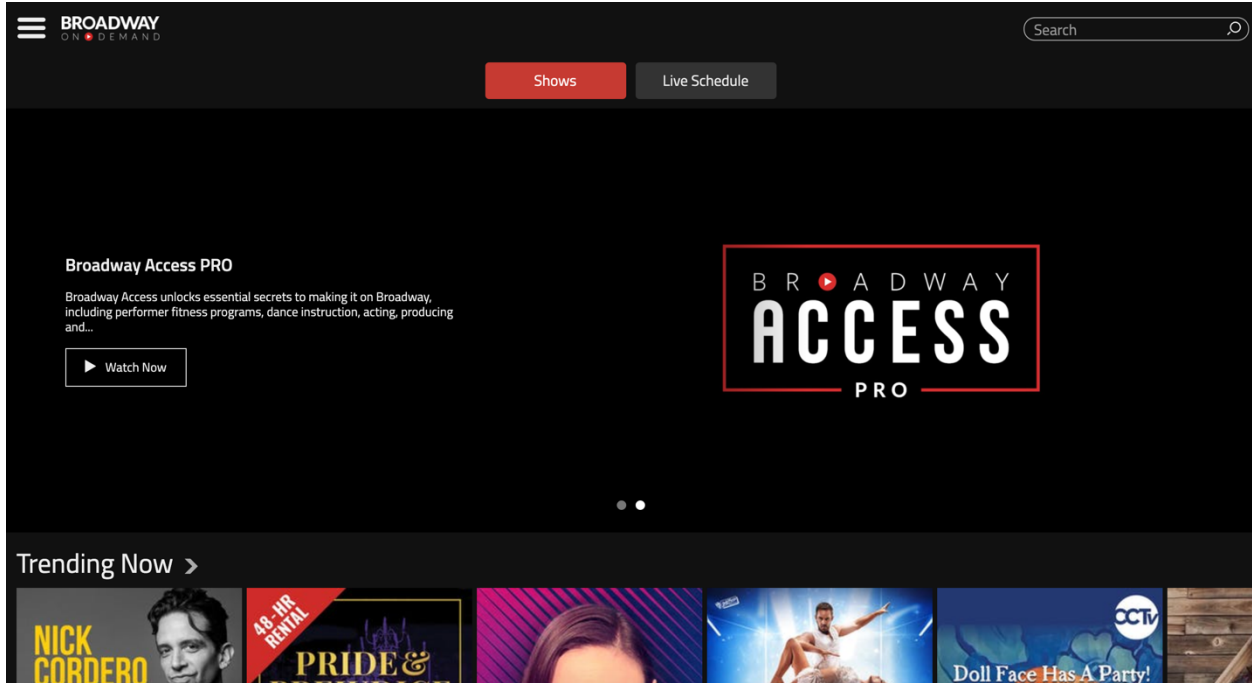 BROADWAY
ON DEMAND
Search
Shows
Live Schedule
Broadway Access PRO
Broadway Access unlocks essential secrets to making it on Broadway,
including performer fitness programs, dance instruction, acting, producing
and...
Watch Now
BROADWAY
ACCESS
PRO
Trending Now
NICK
CORDERO
48-HR
RENTAL
PRIDE &
PREJUDICE
CCTv
Doll Face Has A Party!